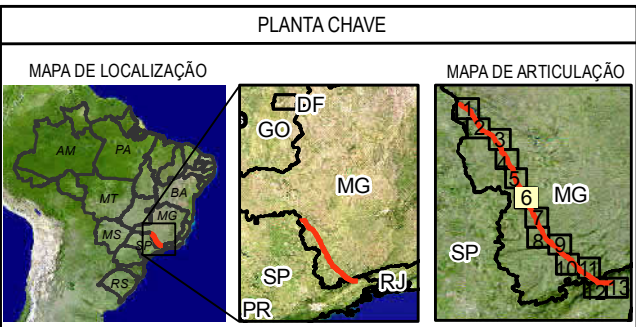 PLANTA CHAVE
MAPA DE LOCALIZAÇÃO
AM
PA
MT
BA
MG
MS
SP
RS
DF
GO
MG
SP
RJ
PR
MAPA DE ARTICULAÇÃO
1
2
3
4
5
6
MG
7
8
9
SP
10
11
12
13